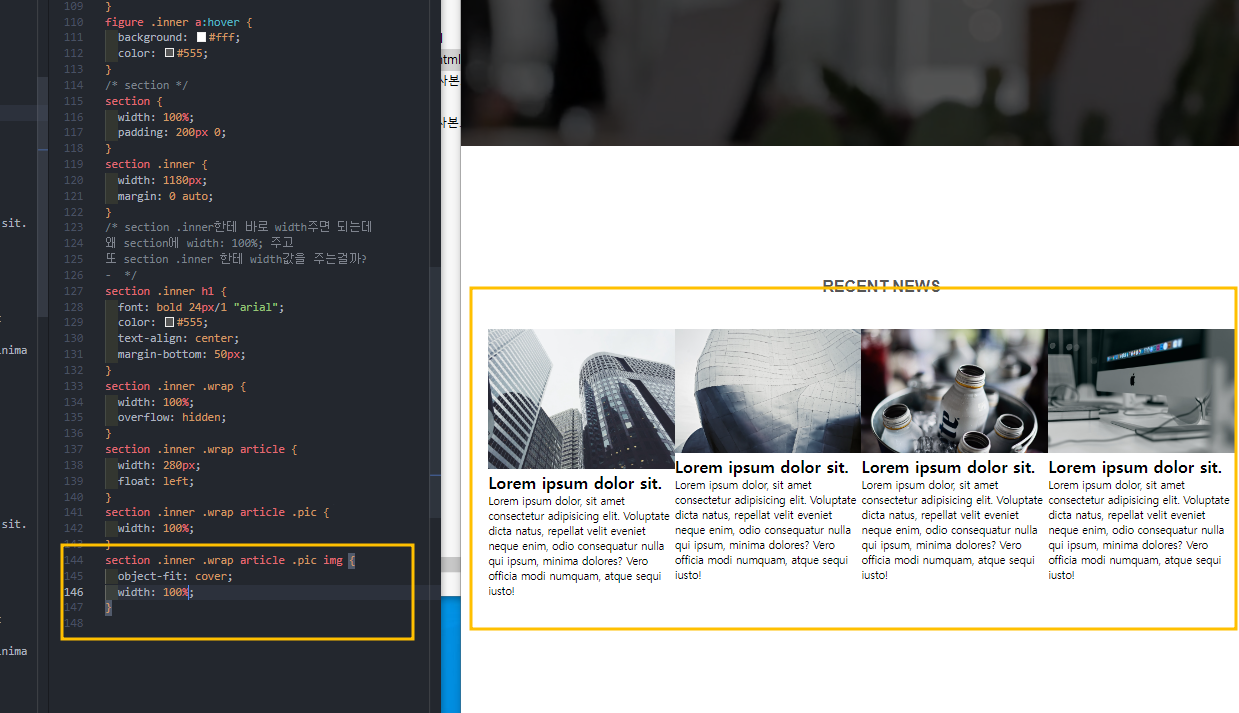 109 }
110 figure .inner a:hover {
111 background: #fff;
112 color: #555;
113 }
114 /* section */
115 section {
116 width: 100%;
117 padding: 200px 0;
118 }
119 section .inner {
120 width: 1180px;
121 margin: 0 auto;
122 }
123 /* section .inner한테 바로 width주면 되는데
124 왜 section에 width: 100%; 주고
125 또 section .inner 한테 width값을 주는걸까?
126 - */
127 section .inner h1 {
128 font: bold 24px/1 "arial";
129 color: #555;
130 text-align: center;
131 margin-bottom: 50px;
132 }
133 section .inner .wrap {
134 width: 100%;
135 overflow: hidden;
136 }
137 section .inner .wrap article {
138 width: 280px;
139 float: left;
140 }
141 section .inner .wrap article .pic {
142 width: 100%;
143 }
144 section .inner .wrap article .pic img {
145 object-fit: cover;
146 width: 100%;
147 }
148
sit.
inima
sit.
inima
html
사본
사본
RECENT NEWS
Lorem ipsum dolor sit.
Lorem ipsum dolor, sit amet
consectetur adipisicing elit. Voluptate
dicta natus, repellat velit eveniet
neque enim, odio consequatur nulla
qui ipsum, minima dolores? Vero
officia modi numquam, atque sequi
iusto!
Lorem ipsum dolor sit.
Lorem ipsum dolor, sit amet
consectetur adipisicing elit. Voluptate
dicta natus, repellat velit eveniet
neque enim, odio consequatur nulla
qui ipsum, minima dolores? Vero
officia modi numquam, atque sequi
iusto!
Lorem ipsum dolor sit.
Lorem ipsum dolor, sit amet
consectetur adipisicing elit. Voluptate
dicta natus, repellat velit eveniet
neque enim, odio consequatur nulla
qui ipsum, minima dolores? Vero
officia modi numquam, atque sequi
iusto!
Lorem ipsum dolor sit.
Lorem ipsum dolor, sit amet
consectetur adipisicing elit. Voluptate
dicta natus, repellat velit eveniet
neque enim, odio consequatur nulla
qui ipsum, minima dolores? Vero
officia modi numquam, atque sequi
iusto!